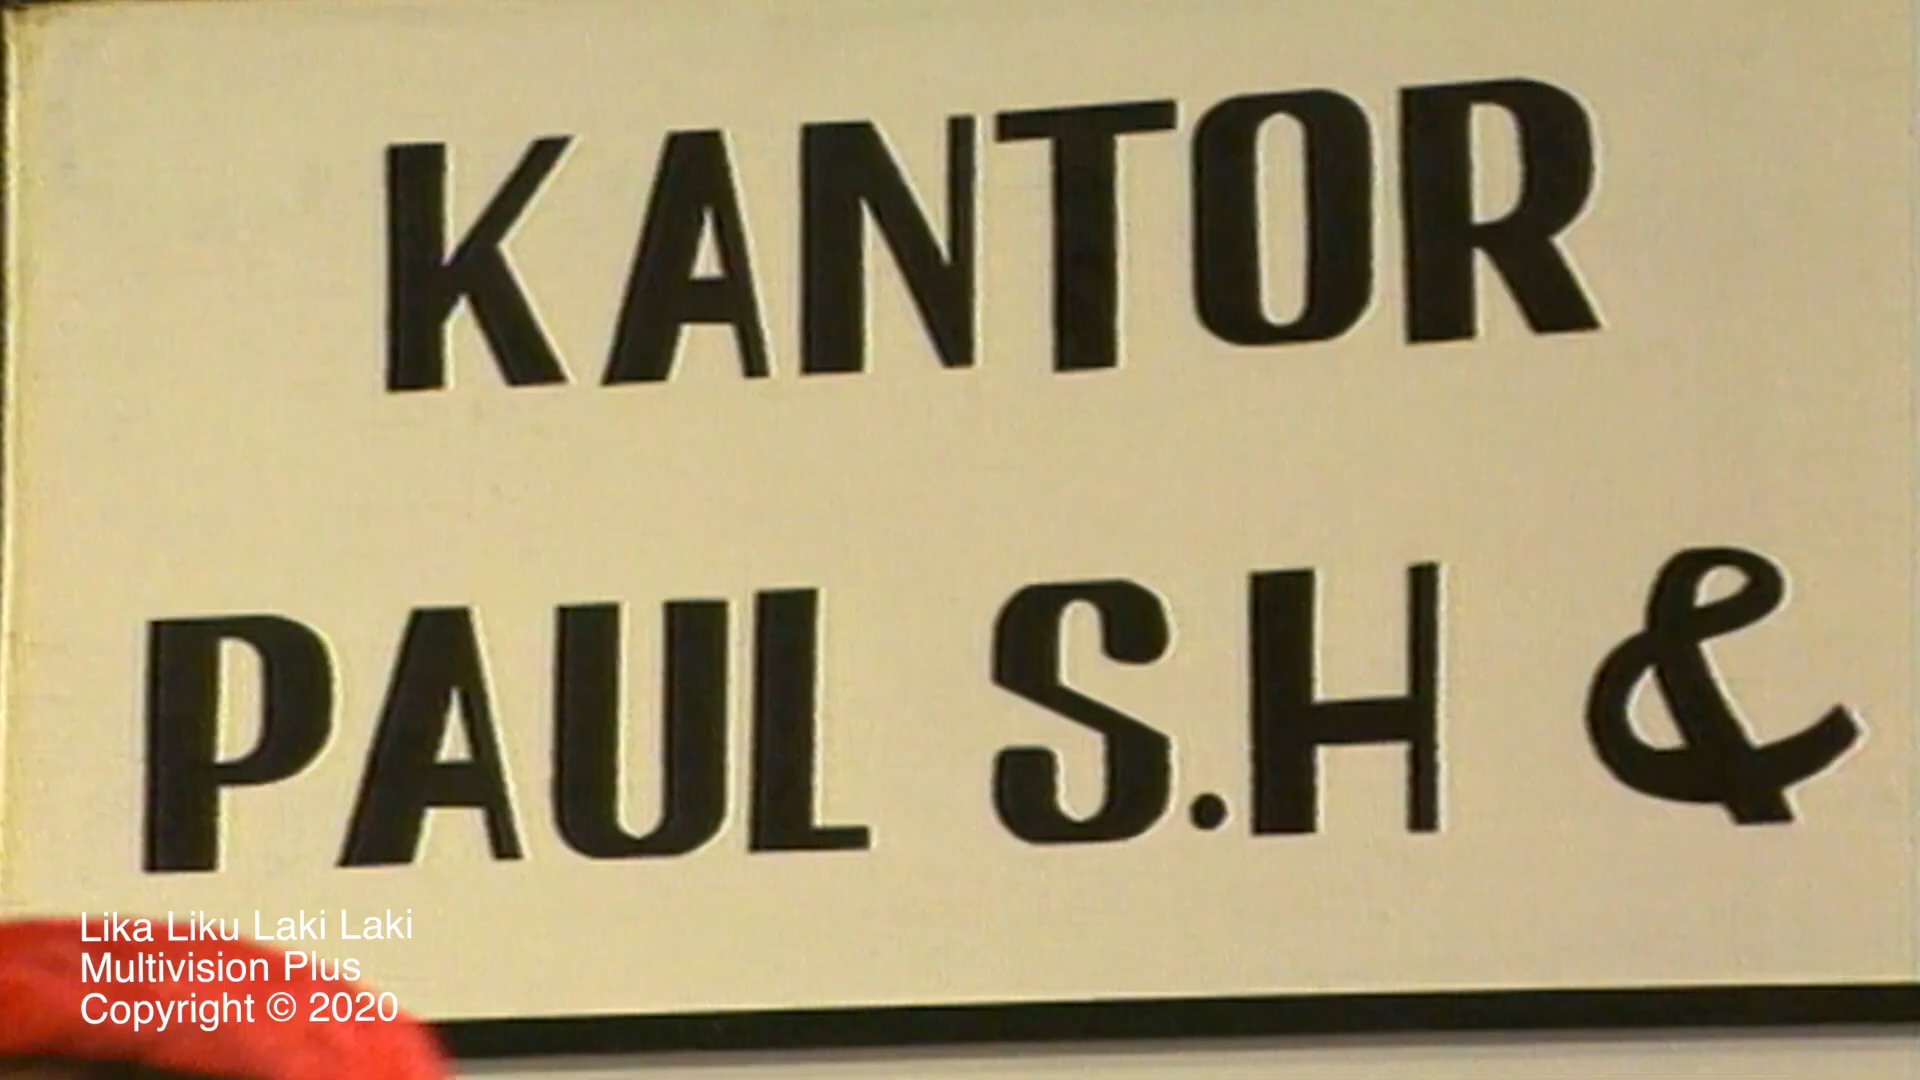 KANTOR
PAUL S.H &
Lika Liku Laki Laki
Multivision Plus
Copyright © 2020